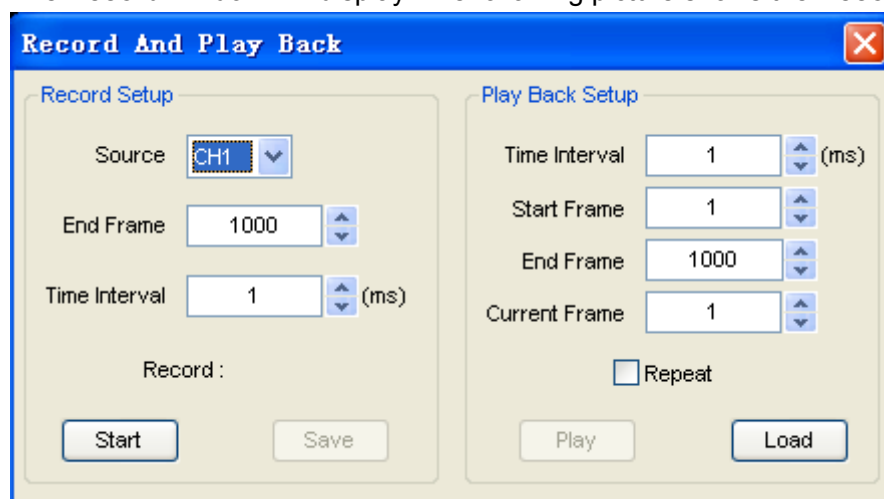 Record And Play Back
Record Setup
Source CH1
End Frame 1000
Time Interval 1 (ms)
Record :
Start Save
Play Back Setup
Time Interval 1 (ms)
Start Frame 1
End Frame 1000
Current Frame 1
Repeat
Play Load